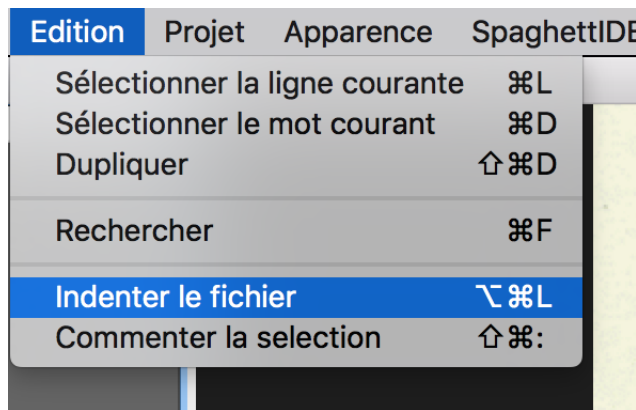 Edition Projet Apparence SpaghettIDE
Sélectionner la ligne courante ⌘L
Sélectionner le mot courant ⌘D
Dupliquer ⇧⌘D
Rechercher ⌘F
Indenter le fichier ⌥⌘L
Commenter la selection ⇧⌘: